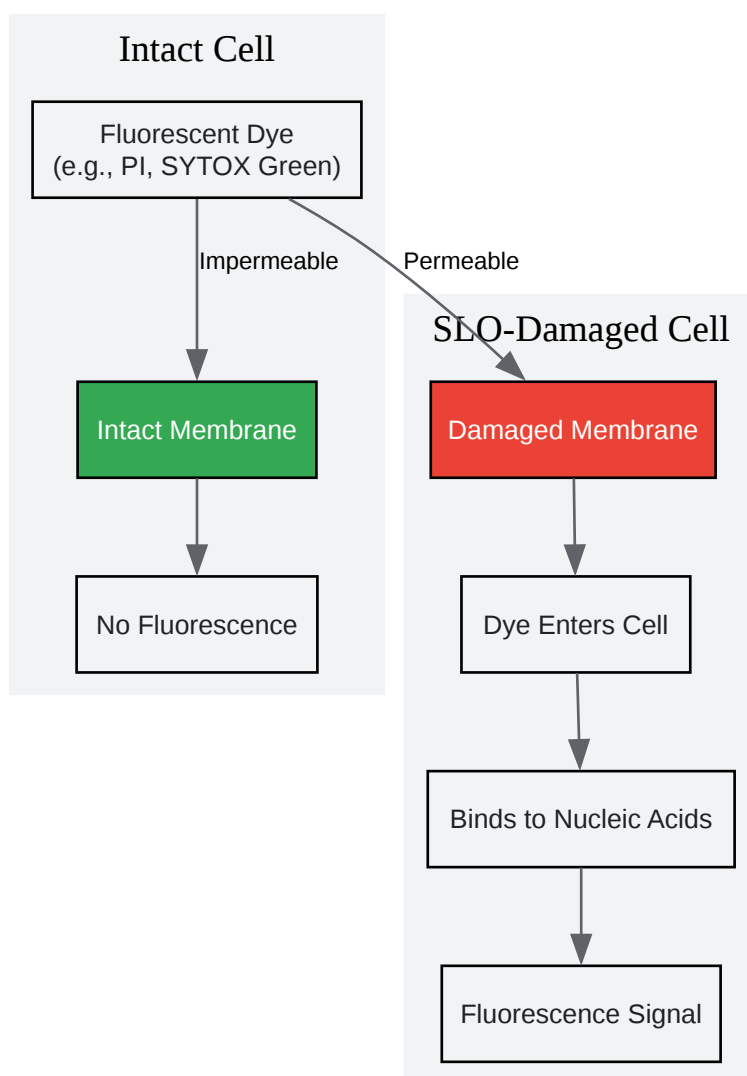 Intact Cell
Fluorescent Dye
(e.g., PI, SYTOX Green)
Impermeable
Permeable
SLO-Damaged Cell
Intact Membrane
Damaged Membrane
No Fluorescence
Dye Enters Cell
Binds to Nucleic Acids
Fluorescence Signal